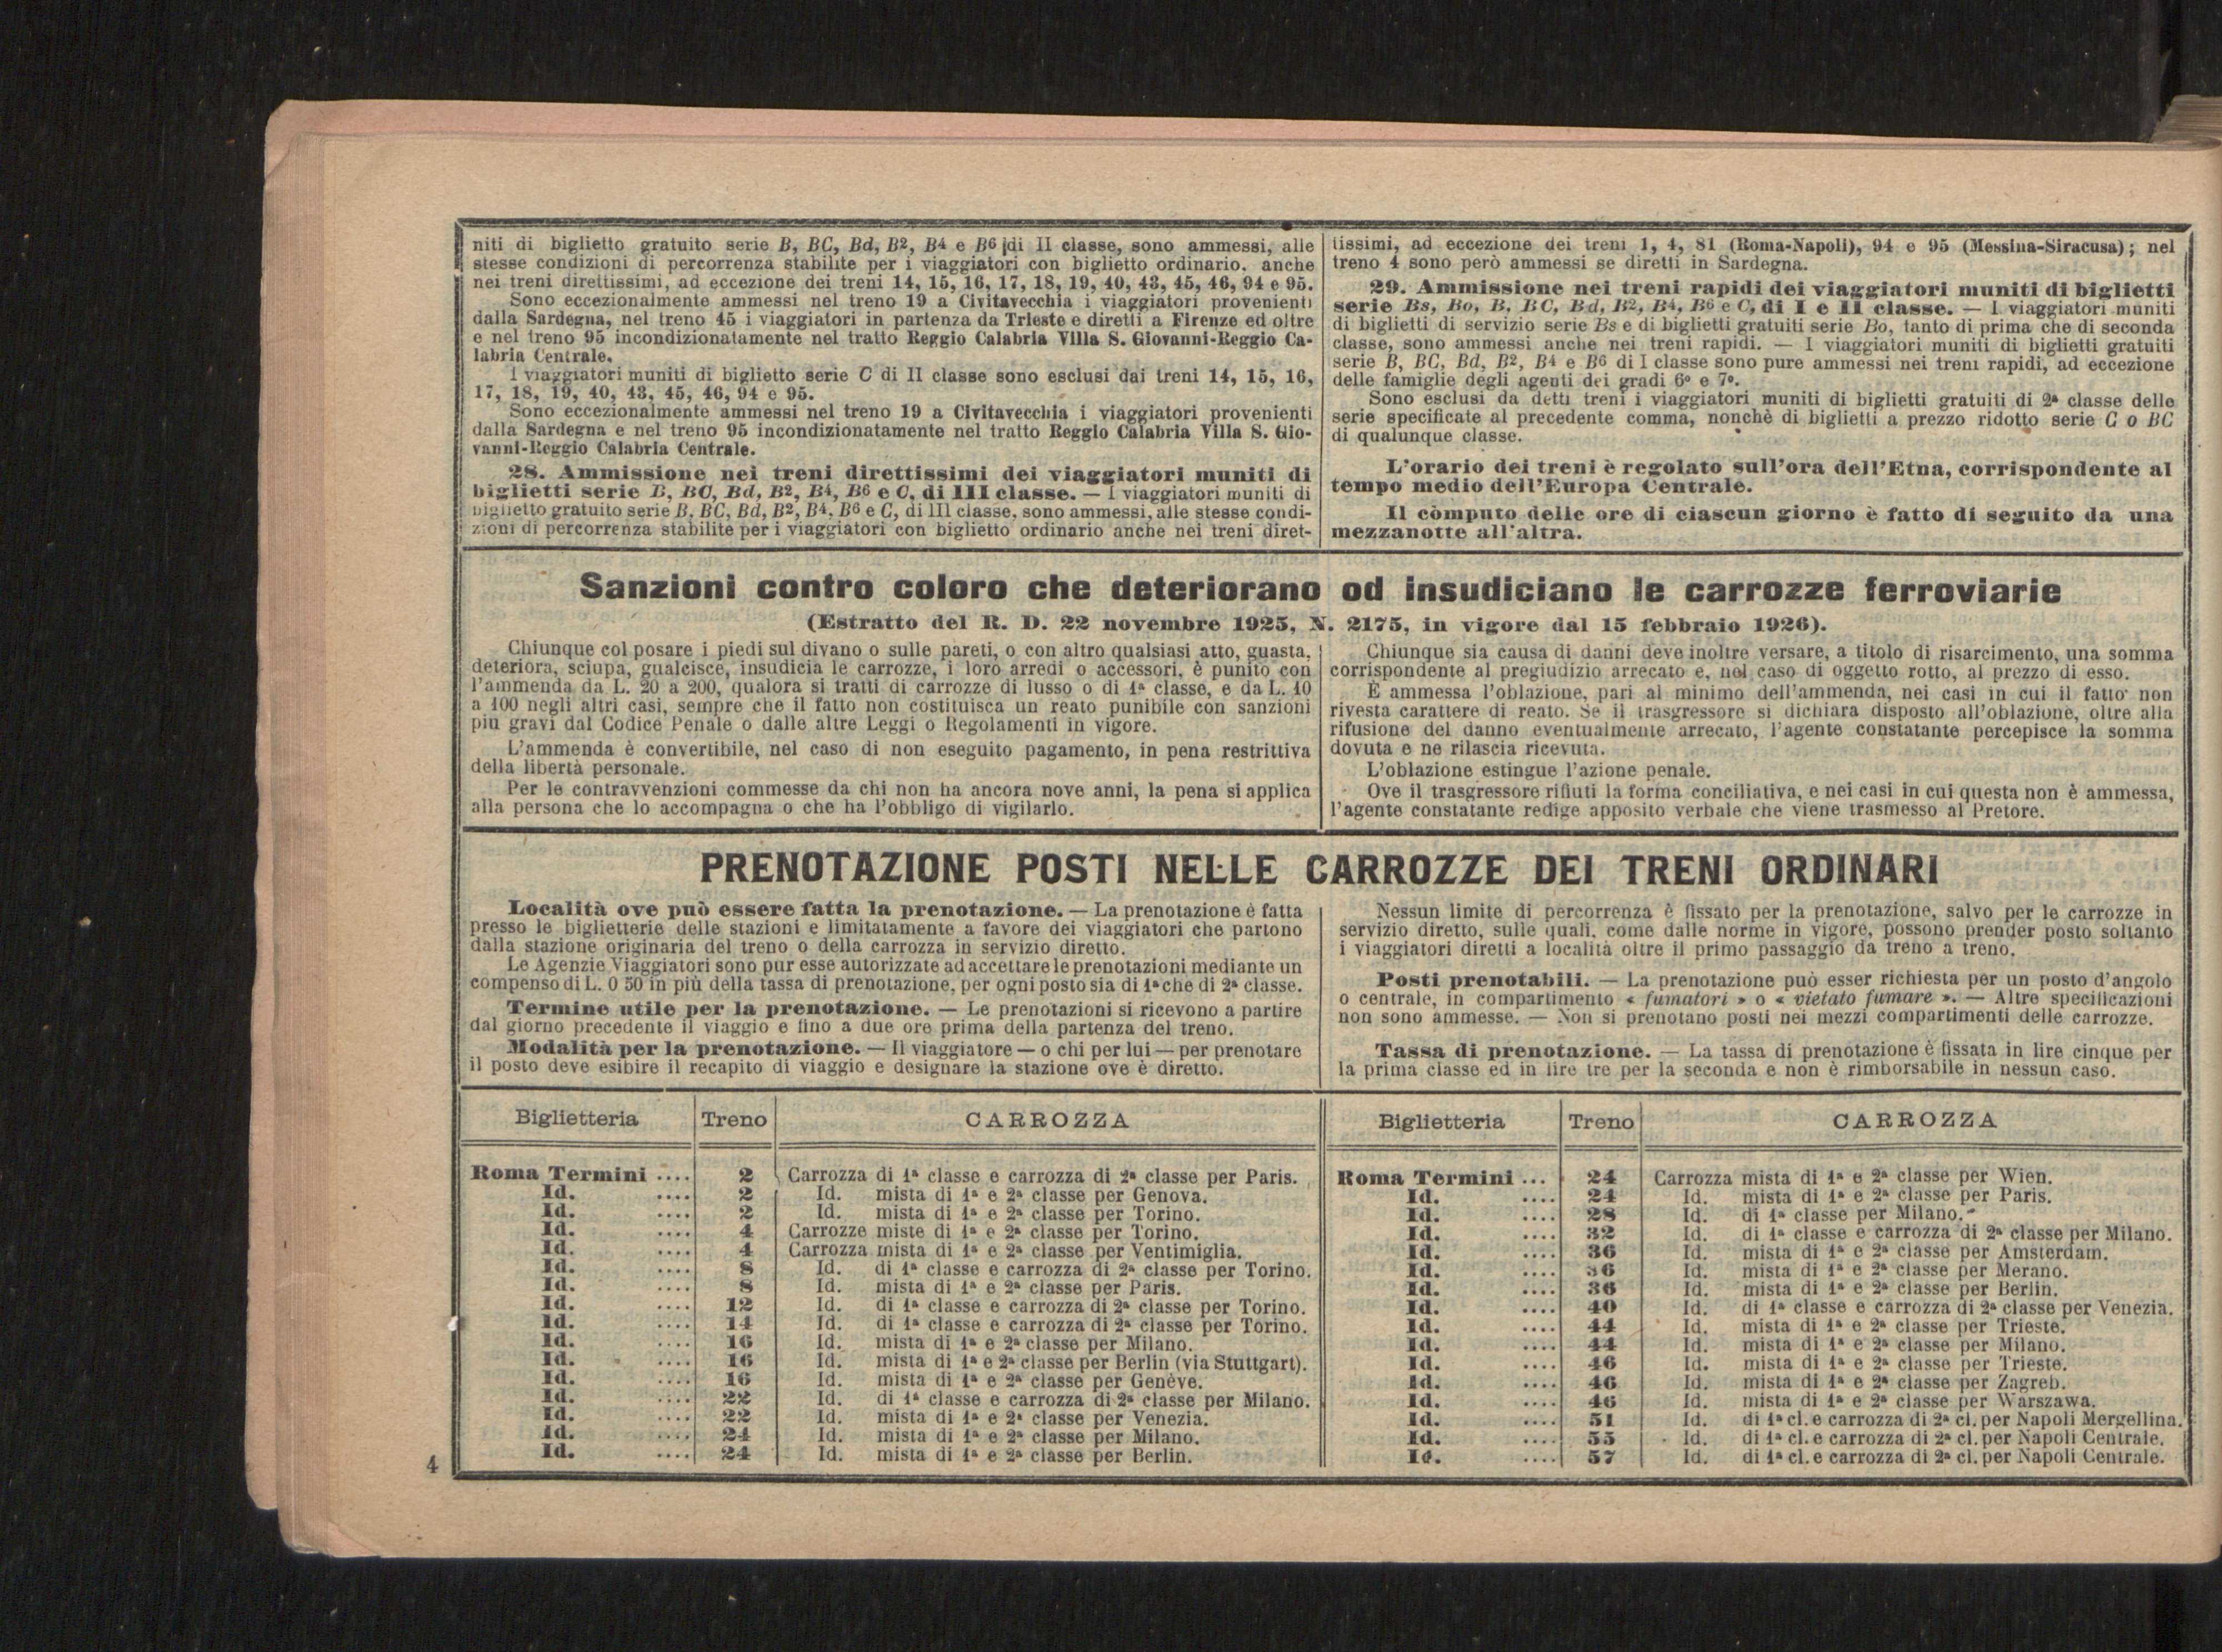 niti di biglietto gratuito serie B, BC, Bd, B2, B4 e B6 di II classe, sono ammessi, alle
stesse condizioni di percorrenza stabilite per i viaggiatori con biglietto ordinario. anche
nei treni direttissimi, ad eccezione dei treni 14, 15, 16, 17, 18, 19, 40, 43, 45, 46, 94 e 95.
Sono eccezionalmente ammessi nel treno 19 a Civitavecchia i viaggiatori provenienti
dalla Sardegna, nel treno 45 i viaggiatori in partenza da Trieste e diretti a Firenze ed oltre
e nel treno 95 incondizionatamente nel tratto Reggio Calabria Villa S. Giovanni-Reggio Ca-
labria Centrale.
I viaggiatori muniti di biglietto serie C di II classe sono esclusi dai treni 14, 15, 16,
17, 18, 19, 40, 43, 45, 46, 94 e 95.
Sono eccezionalmente ammessi nel treno 19 a Civitavecchia i viaggiatori provenienti
dalla Sardegna e nel treno 95 incondizionatamente nel tratto Reggio Calabria Villa S. Gio-
vanni-Reggio Calabria Centrale.
28. Ammissione nei treni direttissimi dei viaggiatori muniti di
biglietti serie B, BC, Bd, B2, B4, B6 e C, di III classe. — I viaggiatori muniti di
biglietto gratuito serie B, BC, Bd, B2, B4, B6 e C, di III classe, sono ammessi, alle stesse condi-
zioni di percorrenza stabilite per i viaggiatori con biglietto ordinario anche nei treni diret-
tissimi, ad eccezione dei treni 1, 4, 81 (Roma-Napoli), 94 e 95 (Messina-Siracusa); nel
treno 4 sono però ammessi se diretti in Sardegna.
29. Ammissione nei treni rapidi dei viaggiatori muniti di biglietti
serie Bs, Bo, B, BC, Bd, B2, B4, B6 e C, di I e II classe. — I viaggiatori muniti
di biglietti di servizio serie Bs e di biglietti gratuiti serie Bo, tanto di prima che di seconda
classe, sono ammessi anche nei treni rapidi. — I viaggiatori muniti di biglietti gratuiti
serie B, BC, Bd, B2, B4 e B6 di I classe sono pure ammessi nei treni rapidi, ad eccezione
delle famiglie degli agenti dei gradi 6º e 7º.
Sono esclusi da detti treni i viaggiatori muniti di biglietti gratuiti di 2ª classe delle
serie specificate al precedente comma, nonchè di biglietti a prezzo ridotto serie C o BC
di qualunque classe.
L'orario dei treni è regolato sull'ora dell'Etna, corrispondente al
tempo medio dell'Europa Centrale.
Il còmputo delle ore di ciascun giorno è fatto di seguito da una
mezzanotte all'altra.
Sanzioni contro coloro che deteriorano od insudiciano le carrozze ferroviarie
(Estratto del R. D. 22 novembre 1925, N. 2175, in vigore dal 15 febbraio 1926).
Chiunque col posare i piedi sul divano o sulle pareti, o con altro qualsiasi atto, guasta,
deteriora, sciupa, gualcisce, insudicia le carrozze, i loro arredi o accessori, è punito con
l'ammenda da L. 20 a 200, qualora si tratti di carrozze di lusso o di 1ª classe, e da L. 10
a 100 negli altri casi, sempre che il fatto non costituisca un reato punibile con sanzioni
più gravi dal Codice Penale o dalle altre Leggi o Regolamenti in vigore.
L'ammenda è convertibile, nel caso di non eseguito pagamento, in pena restrittiva
della libertà personale.
Per le contravvenzioni commesse da chi non ha ancora nove anni, la pena si applica
alla persona che lo accompagna o che ha l'obbligo di vigilarlo.
Chiunque sia causa di danni deve inoltre versare, a titolo di risarcimento, una somma
corrispondente al pregiudizio arrecato e, nel caso di oggetto rotto, al prezzo di esso.
È ammessa l'oblazione, pari al minimo dell'ammenda, nei casi in cui il fatto non
rivesta carattere di reato. Se il trasgressore si dichiara disposto all'oblazione, oltre alla
rifusione del danno eventualmente arrecato, l'agente constatante percepisce la somma
dovuta e ne rilascia ricevuta.
L'oblazione estingue l'azione penale.
Ove il trasgressore rifiuti la forma conciliativa, e nei casi in cui questa non è ammessa,
l'agente constatante redige apposito verbale che viene trasmesso al Pretore.
PRENOTAZIONE POSTI NELLE CARROZZE DEI TRENI ORDINARI
Località ove può essere fatta la prenotazione. — La prenotazione è fatta
presso le biglietterie delle stazioni e limitatamente a favore dei viaggiatori che partono
dalla stazione originaria del treno o della carrozza in servizio diretto.
Le Agenzie Viaggiatori sono pur esse autorizzate ad accettare le prenotazioni mediante un
compenso di L. 0 50 in più della tassa di prenotazione, per ogni posto sia di 1ª che di 2ª classe.
Termine utile per la prenotazione. — Le prenotazioni si ricevono a partire
dal giorno precedente il viaggio e fino a due ore prima della partenza del treno.
Modalità per la prenotazione. — Il viaggiatore — o chi per lui — per prenotare
il posto deve esibire il recapito di viaggio e designare la stazione ove è diretto.
Nessun limite di percorrenza è fissato per la prenotazione, salvo per le carrozze in
servizio diretto, sulle quali, come dalle norme in vigore, possono prender posto soltanto
i viaggiatori diretti a località oltre il primo passaggio da treno a treno.
Posti prenotabili. — La prenotazione può esser richiesta per un posto d'angolo
o centrale, in compartimento « fumatori » o « vietato fumare ». — Altre specificazioni
non sono ammesse. — Non si prenotano posti nei mezzi compartimenti delle carrozze.
Tassa di prenotazione. — La tassa di prenotazione è fissata in lire cinque per
la prima classe ed in lire tre per la seconda e non è rimborsabile in nessun caso.
Biglietteria Treno CARROZZA
Roma Termini .... 2 Carrozza di 1ª classe e carrozza di 2ª classe per Paris.
Id. .... 2 Id. mista di 1ª e 2ª classe per Genova.
Id. .... 2 Id. mista di 1ª e 2ª classe per Torino.
Id. .... 4 Carrozze miste di 1ª e 2ª classe per Torino.
Id. .... 4 Carrozza mista di 1ª e 2ª classe per Ventimiglia.
Id. .... 8 Id. di 1ª classe e carrozza di 2ª classe per Torino.
Id. .... 8 Id. mista di 1ª e 2ª classe per Paris.
Id. .... 12 Id. di 1ª classe e carrozza di 2ª classe per Torino.
Id. .... 14 Id. di 1ª classe e carrozza di 2ª classe per Torino.
Id. .... 16 Id. mista di 1ª e 2ª classe per Milano.
Id. .... 16 Id. mista di 1ª e 2ª classe per Berlin (via Stuttgart).
Id. .... 16 Id. mista di 1ª e 2ª classe per Genève.
Id. .... 22 Id. di 1ª classe e carrozza di 2ª classe per Milano.
Id. .... 22 Id. mista di 1ª e 2ª classe per Venezia.
Id. .... 24 Id. mista di 1ª e 2ª classe per Milano.
Id. .... 24 Id. mista di 1ª e 2ª classe per Berlin.
Biglietteria Treno CARROZZA
Roma Termini ... 24 Carrozza mista di 1ª e 2ª classe per Wien.
Id. .... 24 Id. mista di 1ª e 2ª classe per Paris.
Id. .... 28 Id. di 1ª classe per Milano.
Id. .... 32 Id. di 1ª classe e carrozza di 2ª classe per Milano.
Id. .... 36 Id. mista di 1ª e 2ª classe per Amsterdam.
Id. .... 36 Id. mista di 1ª e 2ª classe per Merano.
Id. .... 36 Id. mista di 1ª e 2ª classe per Berlin.
Id. .... 40 Id. di 1ª classe e carrozza di 2ª classe per Venezia.
Id. .... 44 Id. mista di 1ª e 2ª classe per Trieste.
Id. .... 44 Id. mista di 1ª e 2ª classe per Milano.
Id. .... 46 Id. mista di 1ª e 2ª classe per Trieste.
Id. .... 46 Id. mista di 1ª e 2ª classe per Zagreb.
Id. .... 46 Id. mista di 1ª e 2ª classe per Warszawa.
Id. .... 51 Id. di 1ª cl. e carrozza di 2ª cl. per Napoli Mergellina.
Id. .... 55 Id. di 1ª cl. e carrozza di 2ª cl. per Napoli Centrale.
Id. .... 57 Id. di 1ª cl. e carrozza di 2ª cl. per Napoli Centrale.
4